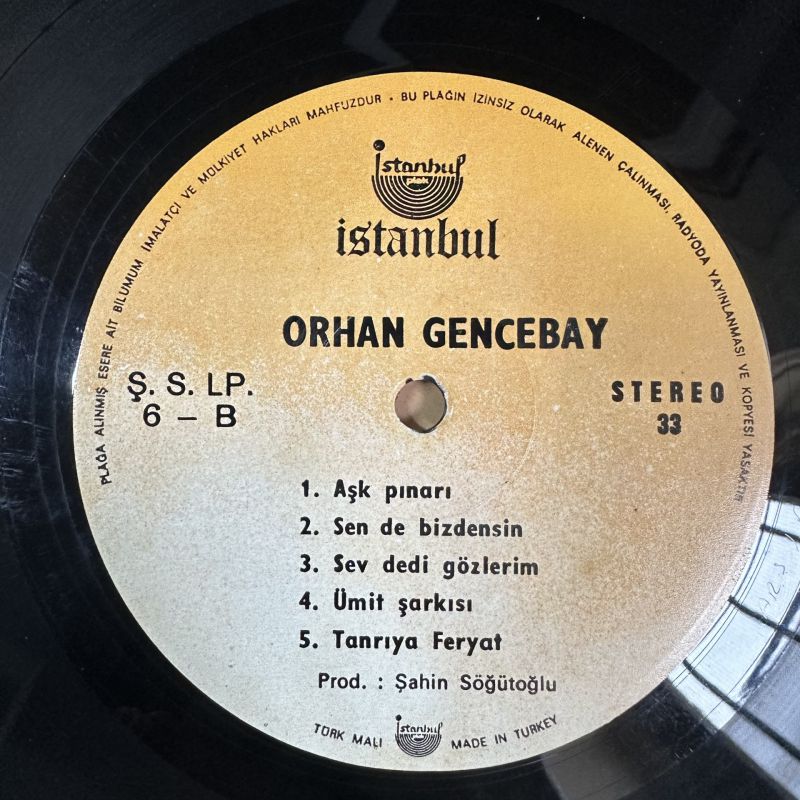 PLAĞA ALINMIŞ ESERE AİT BİLUMUM İMALATÇI VE MÜLKİYET HAKLARI MAHFUZDUR • BU PLAĞIN İZİNSİZ OLARAK ALENEN ÇALINMASI, RADYODA YAYINLANMASI VE KOPYESİ YASAKTIR
istanbul
plak
istanbul
ORHAN GENCEBAY
Ş. S. LP.
6 – B
STEREO
33
1. Aşk pınarı
2. Sen de bizdensin
3. Sev dedi gözlerim
4. Ümit şarkısı
5. Tanrıya Feryat
Prod. : Şahin Söğütoğlu
TÜRK MALI
istanbul
MADE IN TURKEY